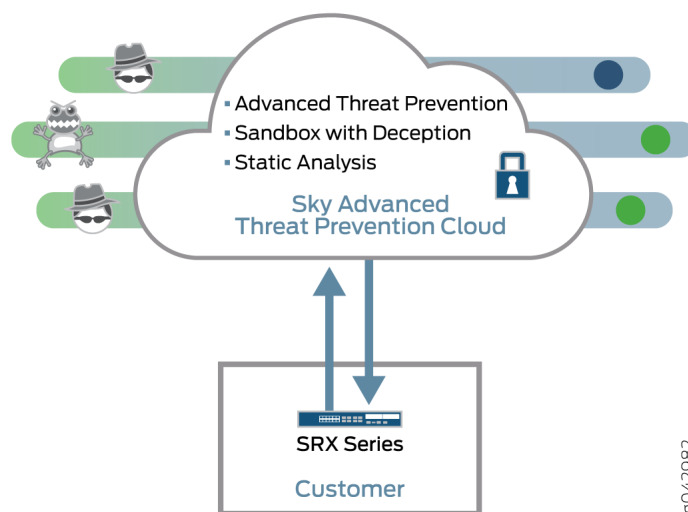 ▪ Advanced Threat Prevention
▪ Sandbox with Deception
▪ Static Analysis
Sky Advanced
Threat Prevention Cloud
SRX Series
Customer